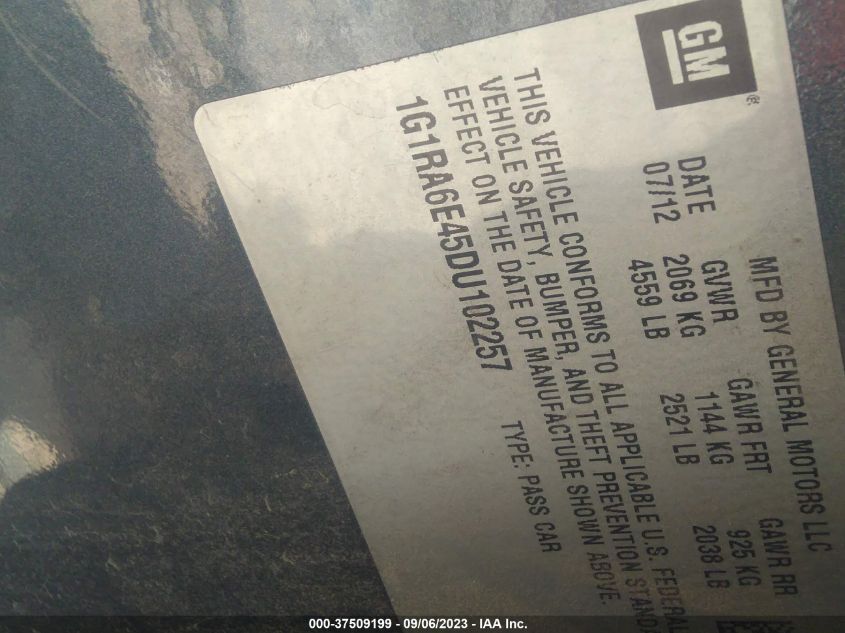 GM
®
MFD BY GENERAL MOTORS LLC
DATE GVWR GAWR FRT GAWR RR
07/12 2069 KG 1144 KG 925 KG
4559 LB 2521 LB 2038 LB
THIS VEHICLE CONFORMS TO ALL APPLICABLE U.S. FEDERAL
VEHICLE SAFETY, BUMPER, AND THEFT PREVENTION
EFFECT ON THE DATE OF MANUFACTURE SHOWN ABOVE.
1G1RA6E45DU102257 TYPE: PASS CAR
000-37509199 - 09/06/2023 - IAA Inc.